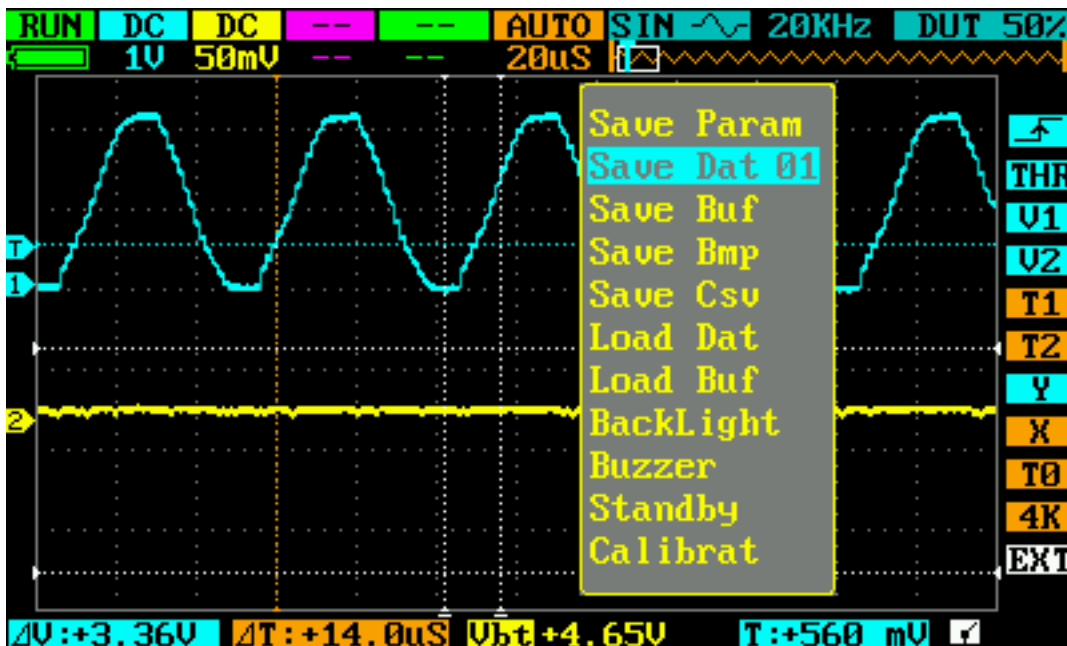 RUN DC DC -- -- AUTO SIN 20KHz DUT 50%
1V 50mV -- -- 20uS
Save Param
Save Dat 01
Save Buf
Save Bmp
Save Csv
Load Dat
Load Buf
BackLight
Buzzer
Standby
Calibrat
T
1
2
THR
V1
V2
T1
T2
Y
X
T0
4K
EXT
⊿V:+3.36V ⊿T:+14.0uS Vbt +4.65V T:+560 mV